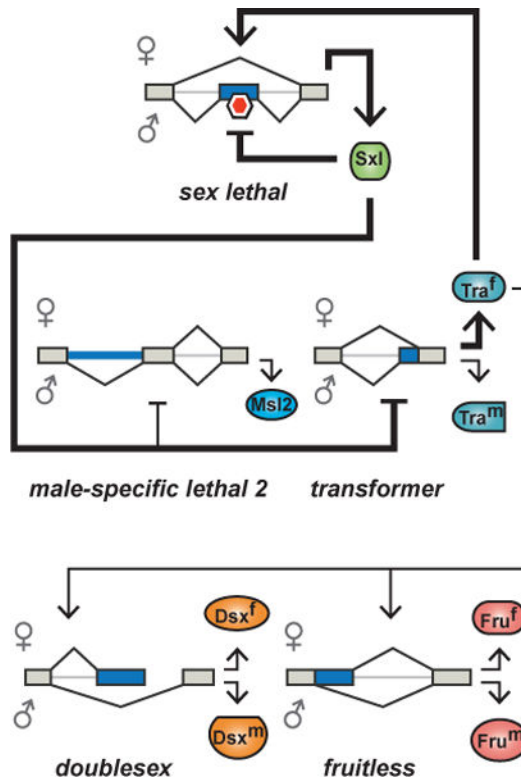 ♀
♂
Sxl
sex lethal
Tra^f
♀
♂
Msl2
♀
♂
Tra^m
male-specific lethal 2
transformer
♀
♂
Dsx^f
Dsx^m
♀
♂
Fru^f
Fru^m
doublesex
fruitless